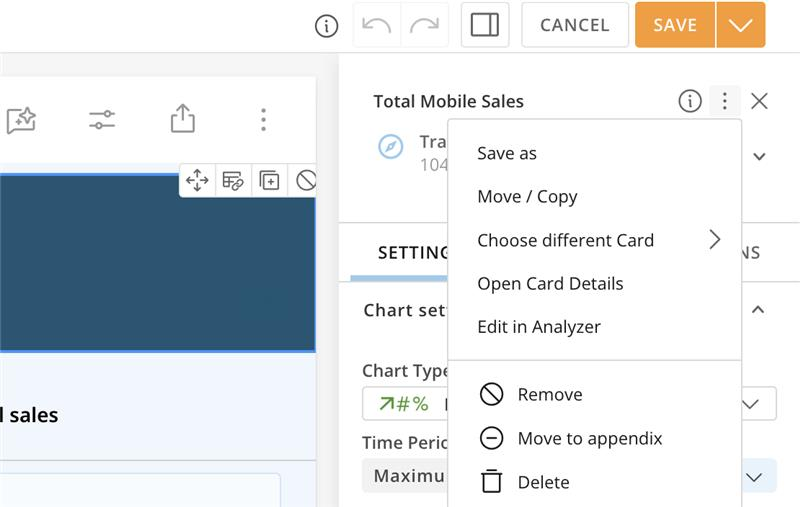 CANCEL
SAVE
Total Mobile Sales
Tra
104
Save as
Move / Copy
Choose different Card
Open Card Details
Edit in Analyzer
SETTING
NS
Chart set
Chart Type
#%
Time Perio
Maximu
Remove
Move to appendix
Delete
l sales